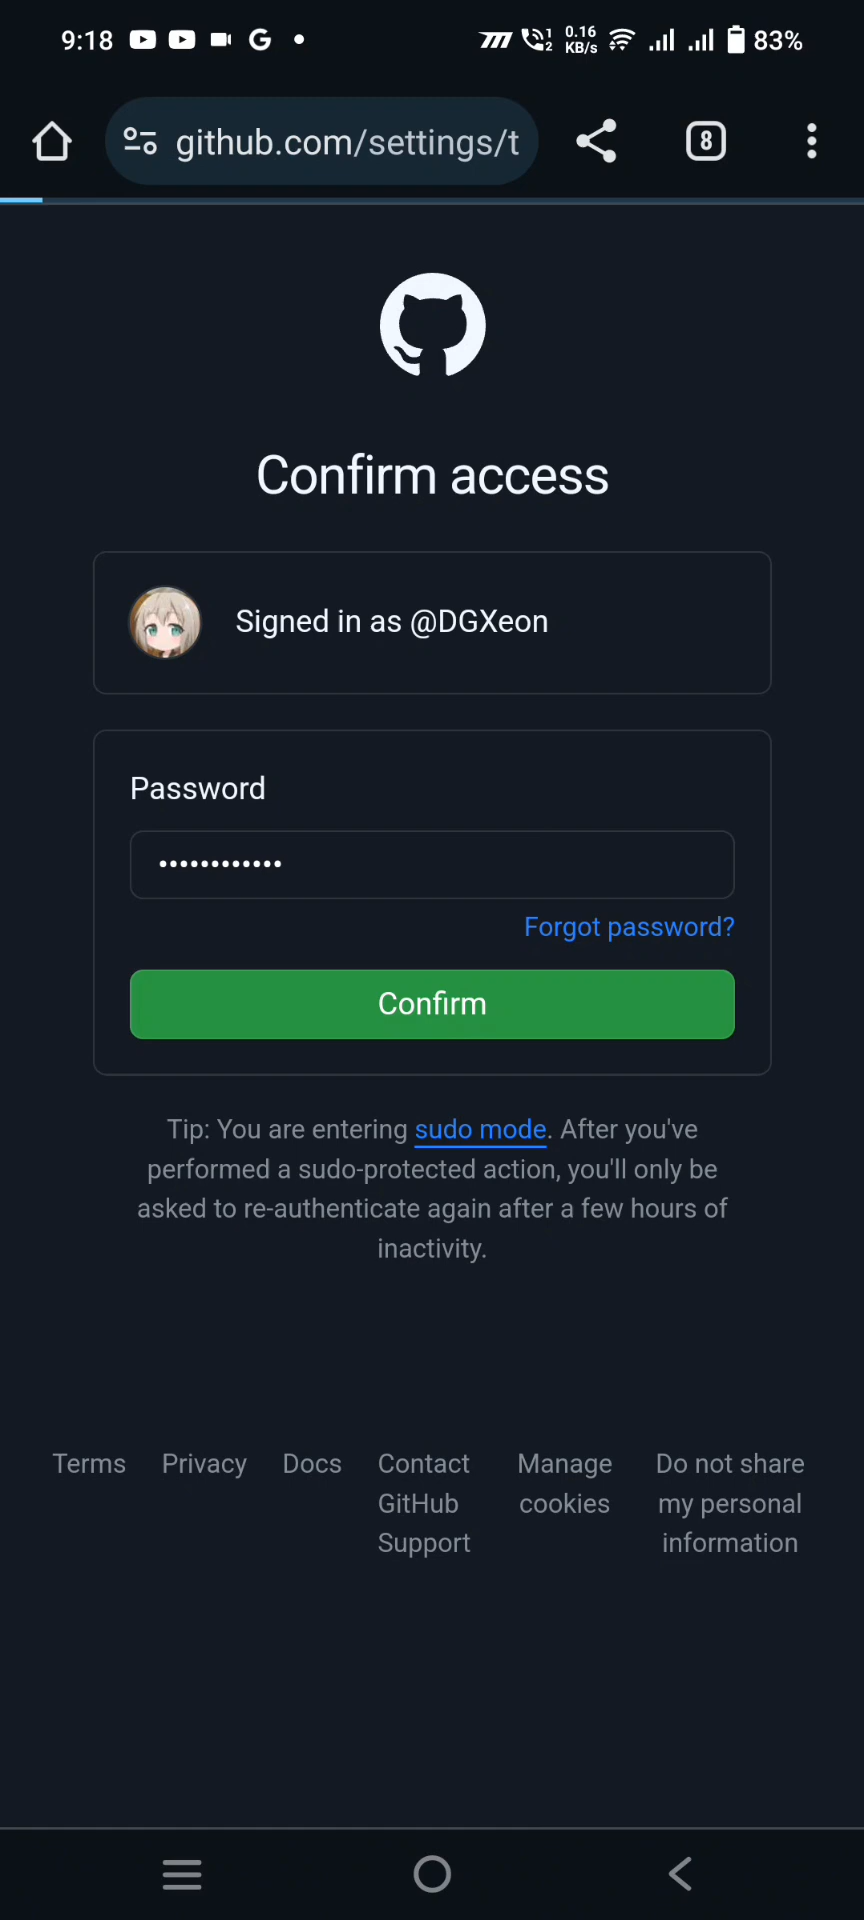 9:18
0.16
KB/s
83%
github.com/settings/t
8
Confirm access
Signed in as @DGXeon
Password
••••••••••••
Forgot password?
Confirm
Tip: You are entering sudo mode. After you've
performed a sudo-protected action, you'll only be
asked to re-authenticate again after a few hours of
inactivity.
Terms
Privacy
Docs
Contact
GitHub
Support
Manage
cookies
Do not share
my personal
information